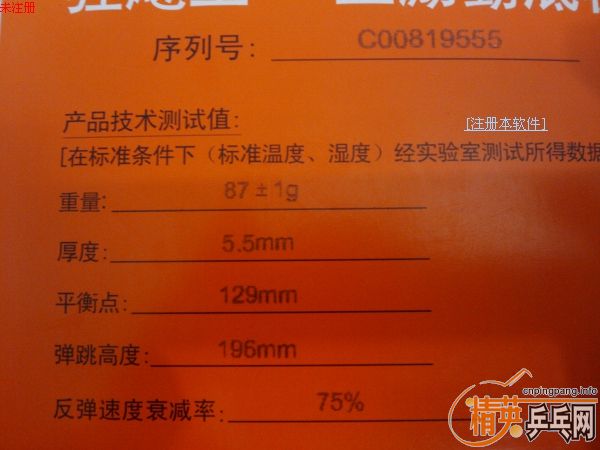 未注册
序列号： C00819555
产品技术测试值:
[注册本软件]
[在标准条件下（标准温度、湿度）经实验室测试所得数据
重量: 87±1g
厚度: 5.5mm
平衡点: 129mm
弹跳高度: 196mm
反弹速度衰减率: 75%
cnpingpang.info
精英乒乓网